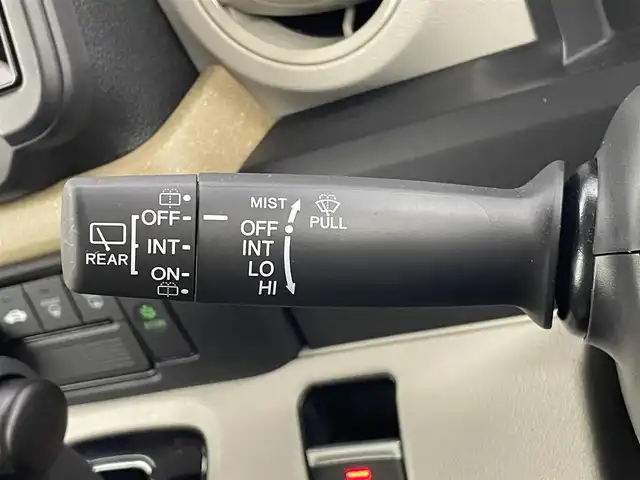 OFF
INT
REAR
ON
MIST
PULL
OFF
INT
LO
HI